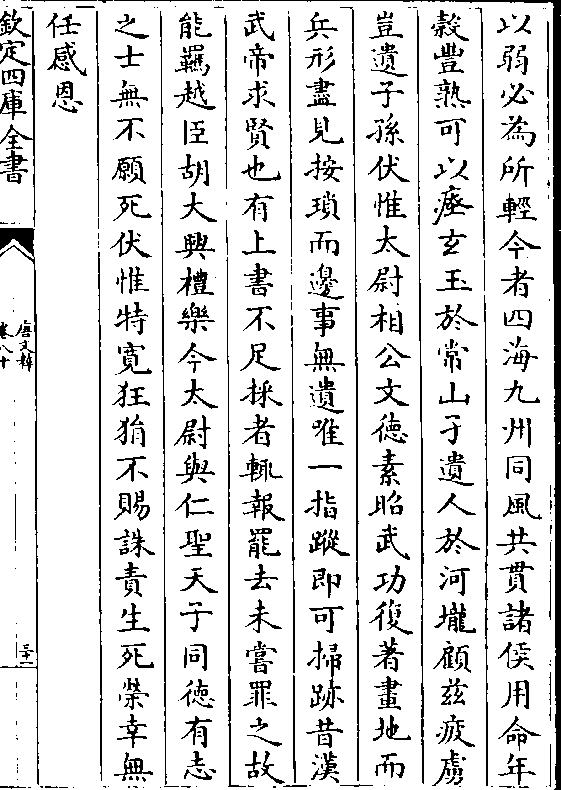 以弱必為所輕今者四海九州同風共貫諸侯用命年
穀豐熟可以瘞玄玉於常山孑遺人於河壠顧茲疲虜
豈遺子孫伏惟太尉相公文德素昭武功復著畫地而
兵形盡見按瑣而邊事無遺唯一指蹤即可掃跡昔漢
武帝求賢也有上書不足採者輒報罷去未嘗罪之故
能羈越臣胡大興禮樂今太尉與仁聖天子同德有志
之士無不願死伏惟特寛狂狷不賜誅責生死榮幸無
任感恩
欽定四庫全書
唐文粹
卷八十
三十一